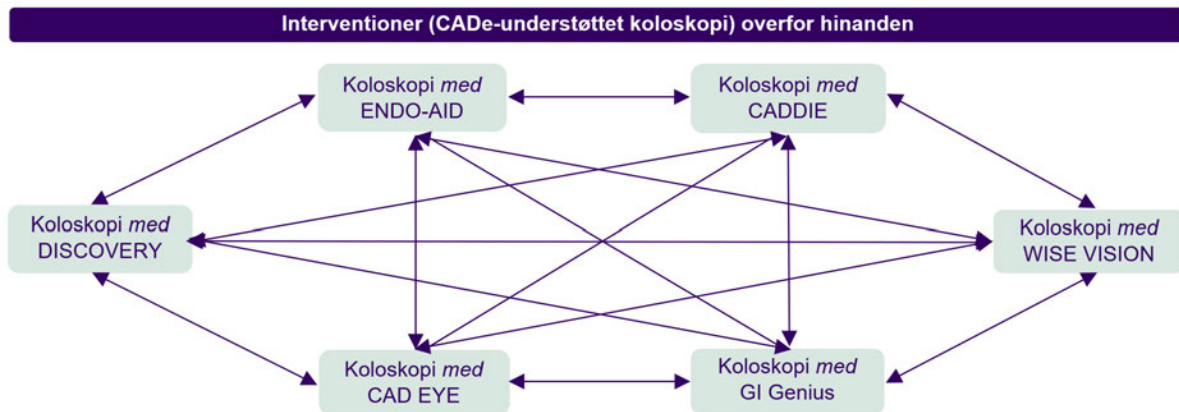 Interventioner (CADe-understøttet koloskopi) overfor hinanden
Koloskopi med
ENDO-AID
Koloskopi med
CADDIE
Koloskopi med
DISCOVERY
Koloskopi med
WISE VISION
Koloskopi med
CAD EYE
Koloskopi med
GI Genius